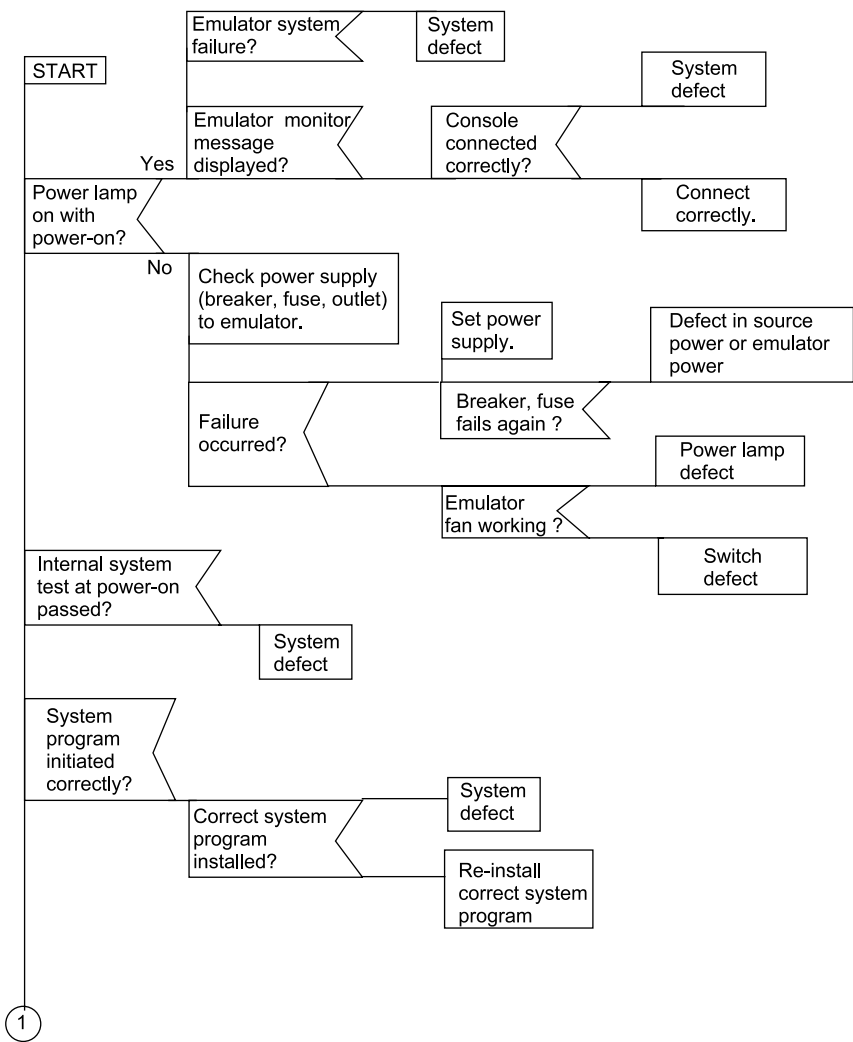 Emulator system
failure?
System
defect
START
System
defect
Emulator monitor
message
displayed?
Console
connected
correctly?
Yes
Power lamp
on with
power-on?
Connect
correctly.
No
Check power supply
(breaker, fuse, outlet)
to emulator.
Set power
supply.
Defect in source
power or emulator
power
Failure
occurred?
Breaker, fuse
fails again ?
Power lamp
defect
Emulator
fan working ?
Switch
defect
Internal system
test at power-on
passed?
System
defect
System
program
initiated
correctly?
Correct system
program
installed?
System
defect
Re-install
correct system
program
1